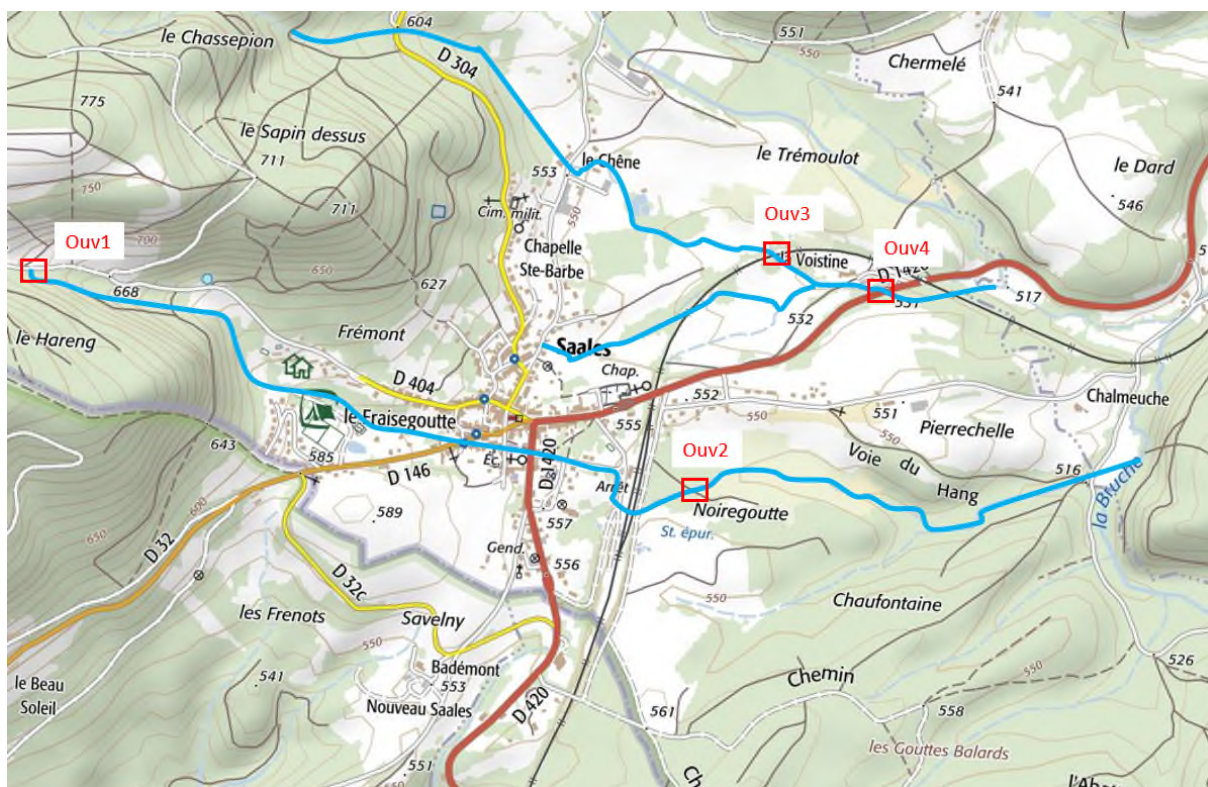 le Chassepion
604
551
550
Chermelé
D 304
541
775
le Sapin dessus
711
553
le Chêne
le Trémoulot
le Dard
750
711
550
546
Cim. milit.
Ouv1
700
Ouv3
Ouv4
650
Chapelle
Ste-Barbe
Voistine
D 1420
668
627
517
le Hareng
Frémont
532
Saales
Chap.
D 404
552
550
Chalmeuche
le Fraisegoutte
555
551
Pierrechelle
643
585
D 146
Ec.
D 1420
Ouv2
Voie du
Hang
516
la Bruche
Arrêt
Noiregoutte
600
589
557
St. épur.
650
D 32
Gend.
556
D 32c
550
Chaufontaine
les Frenots
Savelny
550
le Beau
Soleil
541
Badémont
553
Nouveau Saales
D 420
Chemin
550
526
561
558
les Gouttes Balards
551